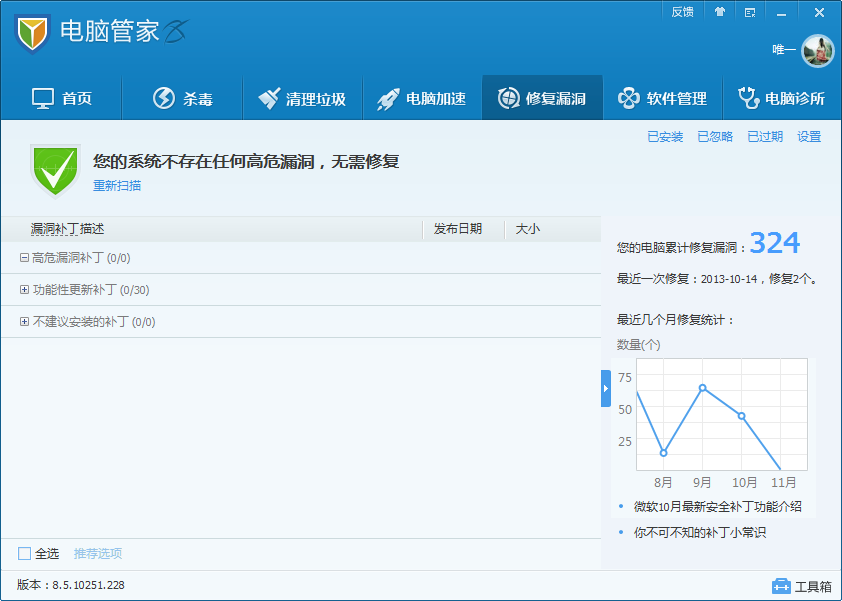 反馈
电脑管家
唯一
首页 杀毒 清理垃圾 电脑加速 修复漏洞 软件管理 电脑诊所
已安装 已忽略 已过期 设置
您的系统不存在任何高危漏洞，无需修复
重新扫描
漏洞补丁描述 发布日期 大小
高危漏洞补丁 (0/0)
功能性更新补丁 (0/30)
不建议安装的补丁 (0/0)
您的电脑累计修复漏洞：324
最近一次修复：2013-10-14，修复2个。
最近几个月修复统计：
数量(个)
75
50
25
8月 9月 10月 11月
微软10月最新安全补丁功能介绍
你不可不知的补丁小常识
全选 推荐选项
版本：8.5.10251.228
工具箱